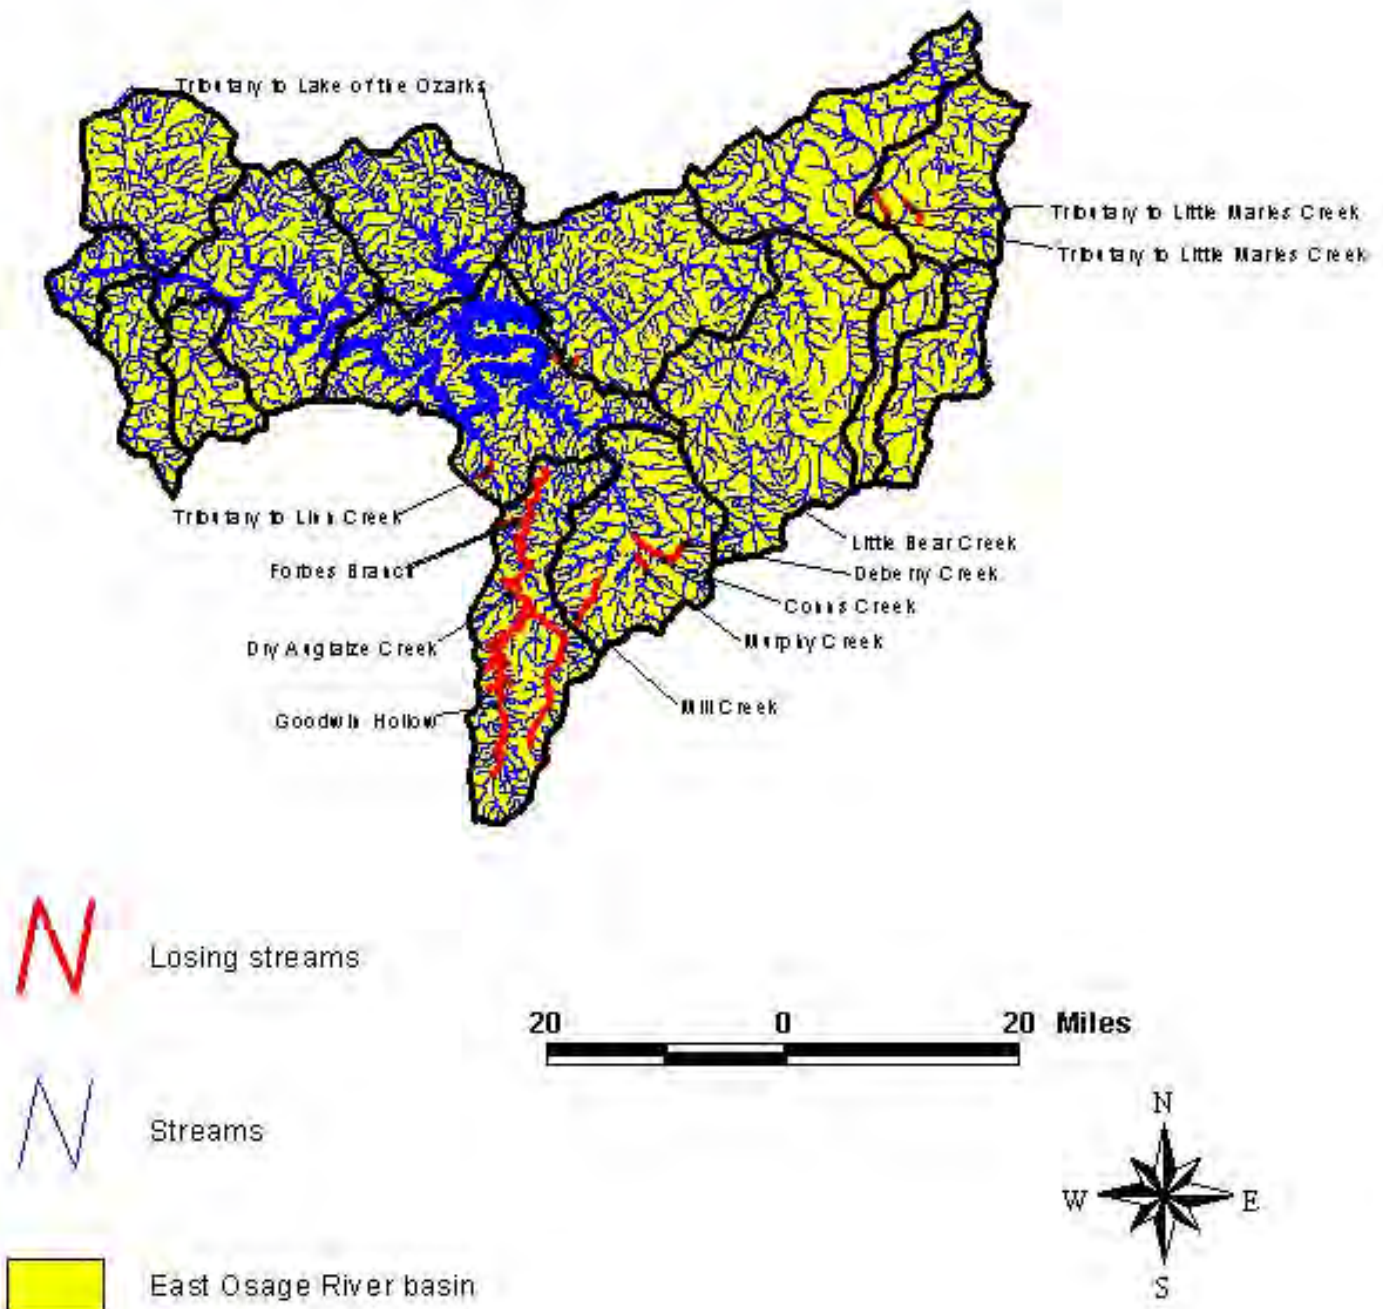 Tributary to Lake of the Ozarks
Tributary to Little Maries Creek
Tributary to Little Maries Creek
Tributary to Linn Creek
Forbes Branch
Little Bear Creek
Deberry Creek
Conns Creek
Murphy Creek
Dry Auglaize Creek
Mill Creek
Goodwin Hollow
Losing streams
20 0 20 Miles
Streams
N
W E
S
East Osage River basin